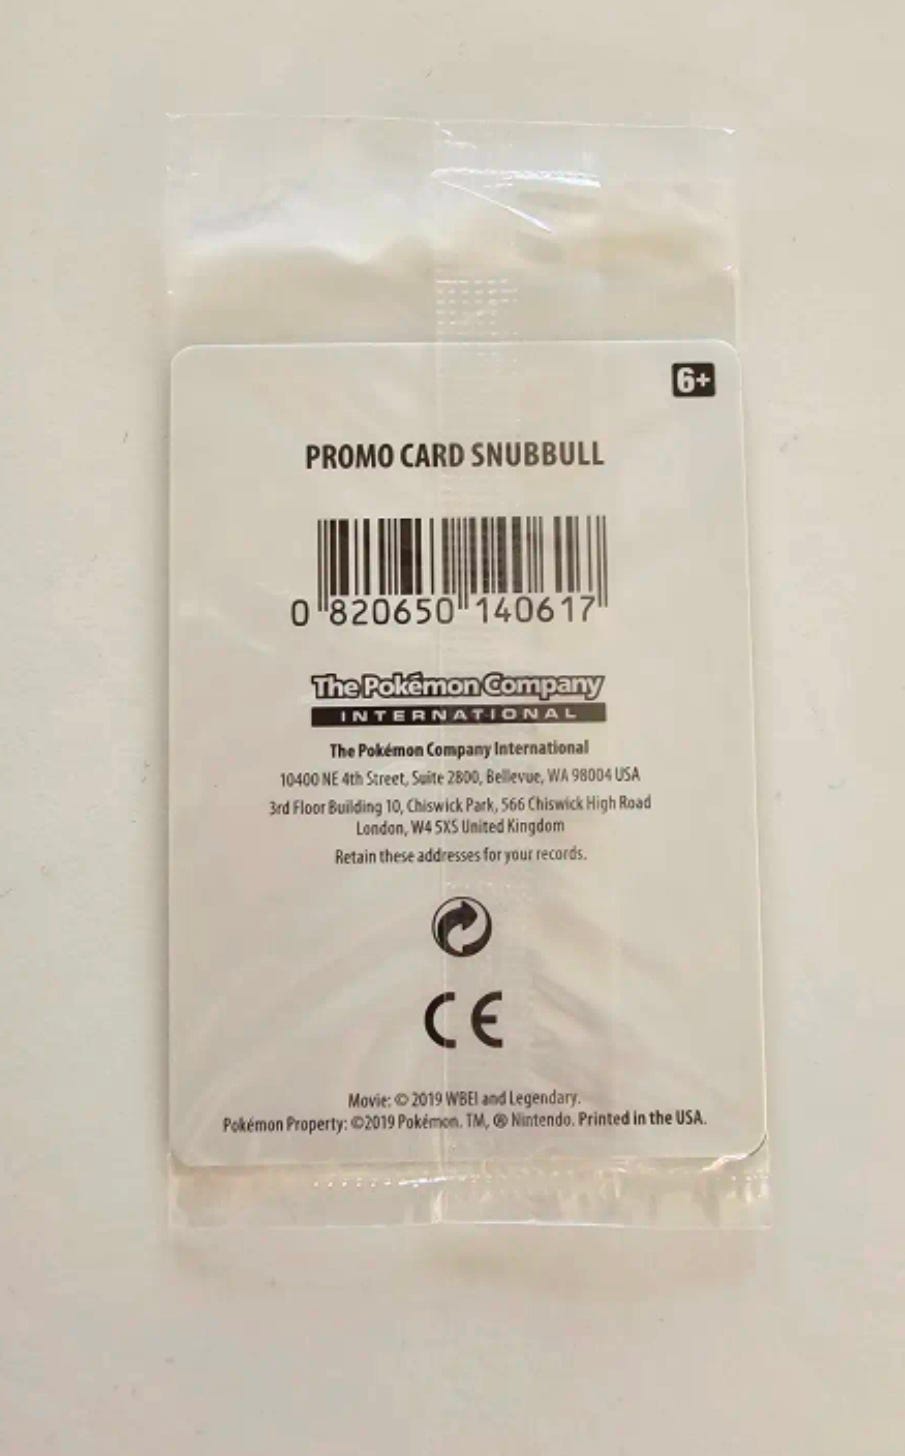 6+
PROMO CARD SNUBBULL
0 820650 140617
The Pokémon Company
INTERNATIONAL
The Pokémon Company International
10400 NE 4th Street, Suite 2800, Bellevue, WA 98004 USA
3rd Floor Building 10, Chiswick Park, 566 Chiswick High Road
London, W4 5XS United Kingdom
Retain these addresses for your records.
CE
Movie: © 2019 WBEI and Legendary.
Pokémon Property: ©2019 Pokémon. TM, ® Nintendo. Printed in the USA.